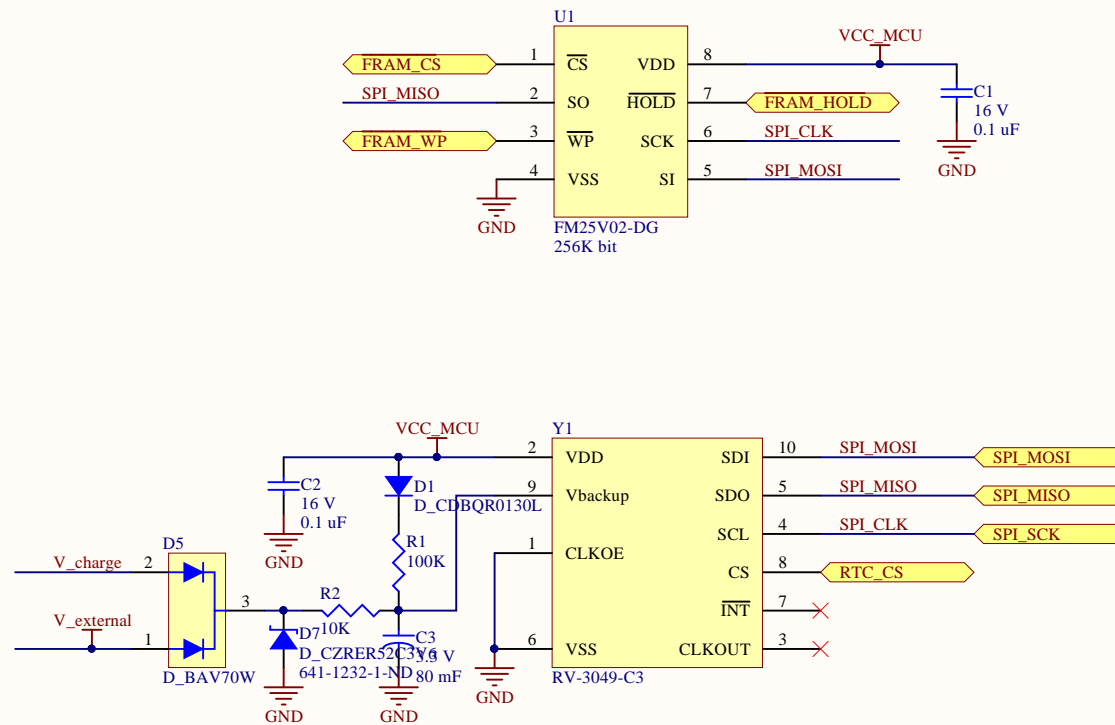 U1
VCC_MCU
FRAM_CS
1
CS
VDD
8
SPI_MISO
2
SO
HOLD
7
FRAM_HOLD
C1
16 V
0.1 uF
FRAM_WP
3
WP
SCK
6
SPI_CLK
4
VSS
SI
5
SPI_MOSI
GND
GND
FM25V02-DG
256K bit
VCC_MCU
Y1
2
VDD
SDI
10
SPI_MOSI
SPI_MOSI
C2
16 V
0.1 uF
GND
D1
D_CDBQR0130L
9
Vbackup
SDO
5
SPI_MISO
SPI_MISO
R1
100K
1
CLKOE
SCL
4
SPI_CLK
SPI_SCK
D5
V_charge
2
CS
8
RTC_CS
3
R2
10K
INT
7
V_external
1
D7
D_CZRER52C3V6
641-1232-1-ND
C3
3.3 V
80 mF
6
VSS
CLKOUT
3
D_BAV70W
GND
GND
GND
RV-3049-C3